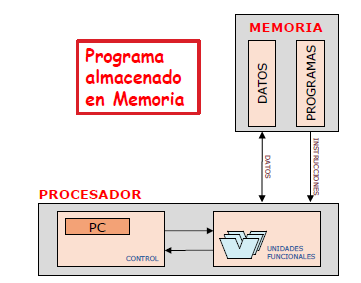 MEMORIA
Programa
almacenado
en Memoria
DATOS
PROGRAMAS
DATOS
INSTRUCCIONES
PROCESADOR
PC
CONTROL
UNIDADES
FUNCIONALES